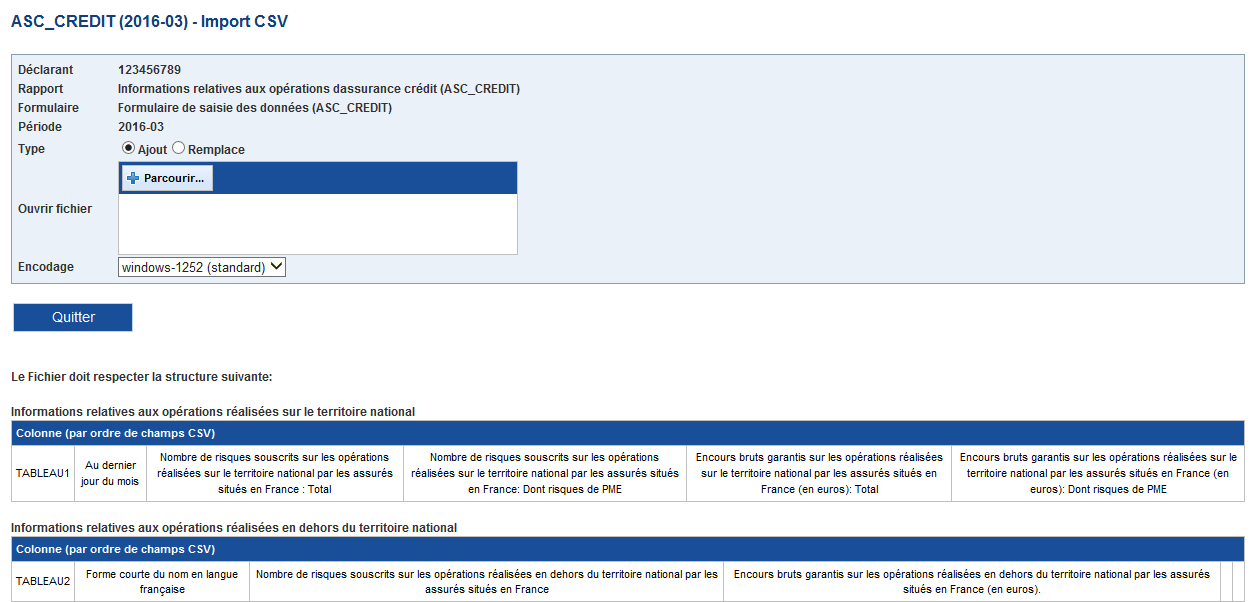 ASC_CREDIT (2016-03) - Import CSV
Déclarant 123456789
Rapport Informations relatives aux opérations dassurance crédit (ASC_CREDIT)
Formulaire Formulaire de saisie des données (ASC_CREDIT)
Période 2016-03
Type Ajout Remplace
Parcourir...
Ouvrir fichier
Encodage windows-1252 (standard)
Quitter
Le Fichier doit respecter la structure suivante:
Informations relatives aux opérations réalisées sur le territoire national
Colonne (par ordre de champs CSV)
TABLEAU1
Au dernier
jour du mois
Nombre de risques souscrits sur les opérations
réalisées sur le territoire national par les assurés
situés en France : Total
Nombre de risques souscrits sur les opérations
réalisées sur le territoire national par les assurés situés
en France: Dont risques de PME
Encours bruts garantis sur les opérations réalisées
sur le territoire national par les assurés situés en
France (en euros): Total
Encours bruts garantis sur les opérations réalisées sur le
territoire national par les assurés situés en France (en
euros): Dont risques de PME
Informations relatives aux opérations réalisées en dehors du territoire national
Colonne (par ordre de champs CSV)
TABLEAU2
Forme courte du nom en langue
française
Nombre de risques souscrits sur les opérations réalisées en dehors du territoire national par les
assurés situés en France
Encours bruts garantis sur les opérations réalisées en dehors du territoire national par les assurés
situés en France (en euros).